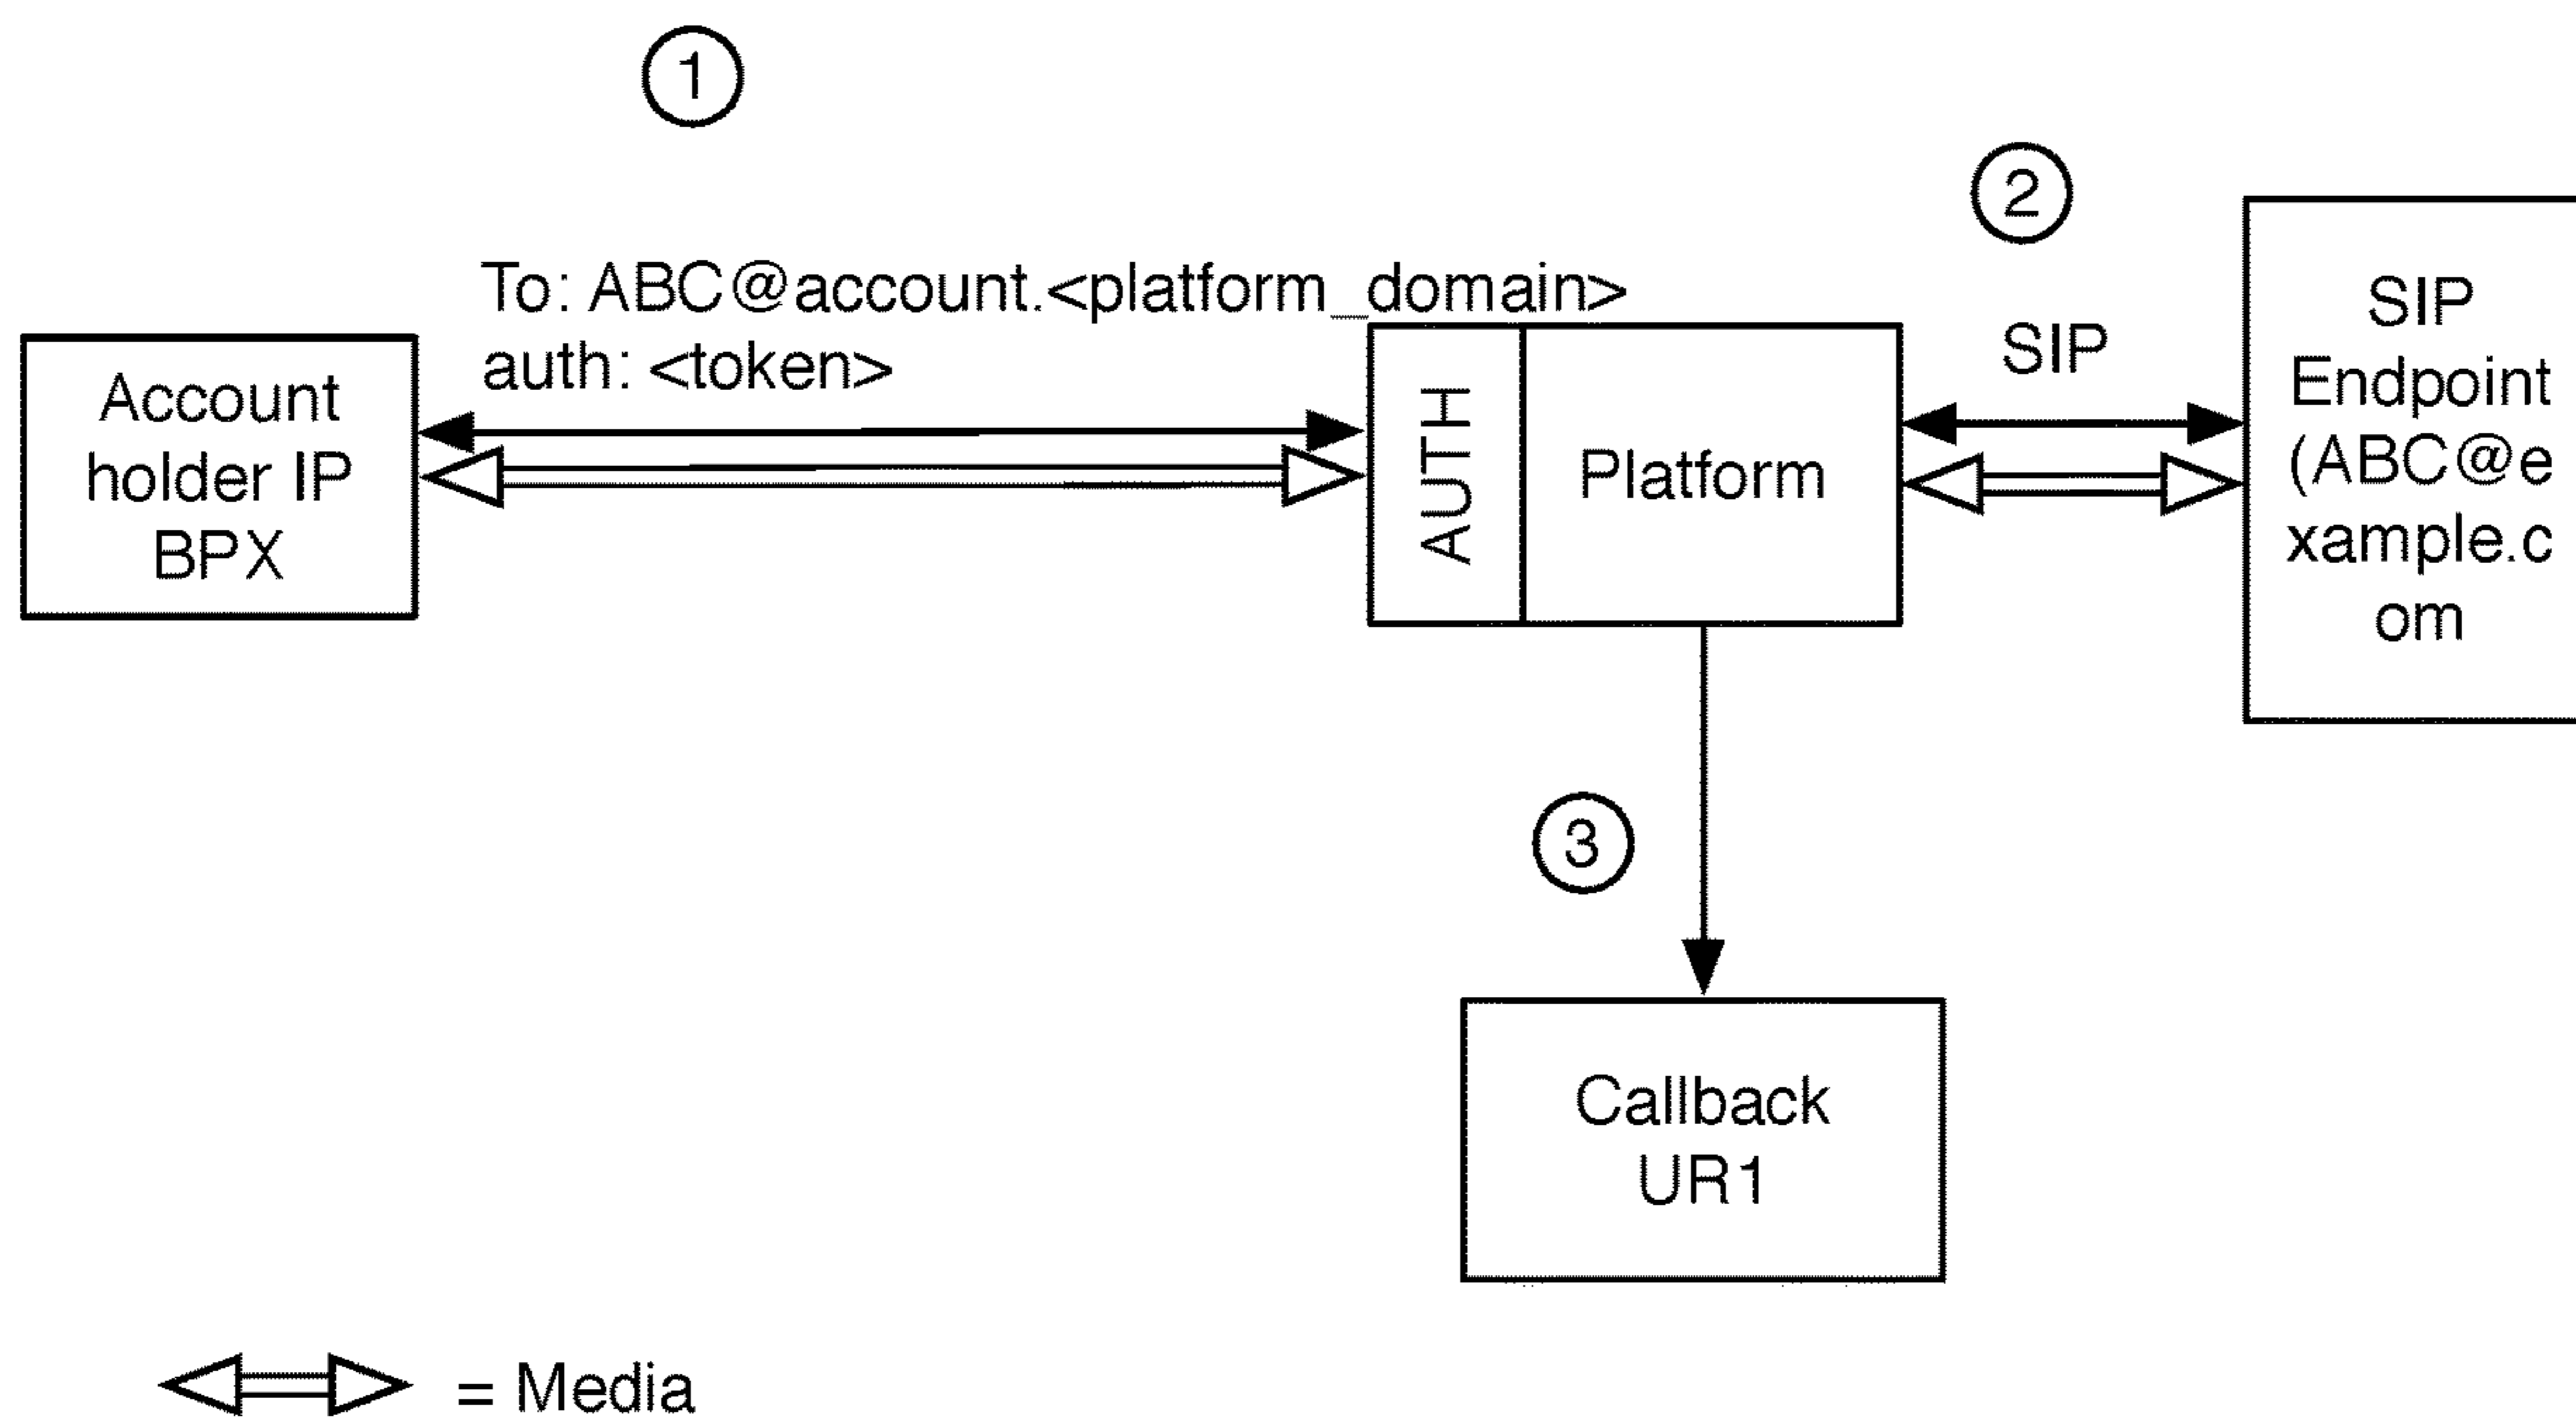 1
To: ABC@account.<platform_domain>
auth: <token>
Account
holder IP
BPX
AUTH
Platform
2
SIP
SIP
Endpoint
(ABC@e
xample.c
om
3
Callback
UR1
= Media